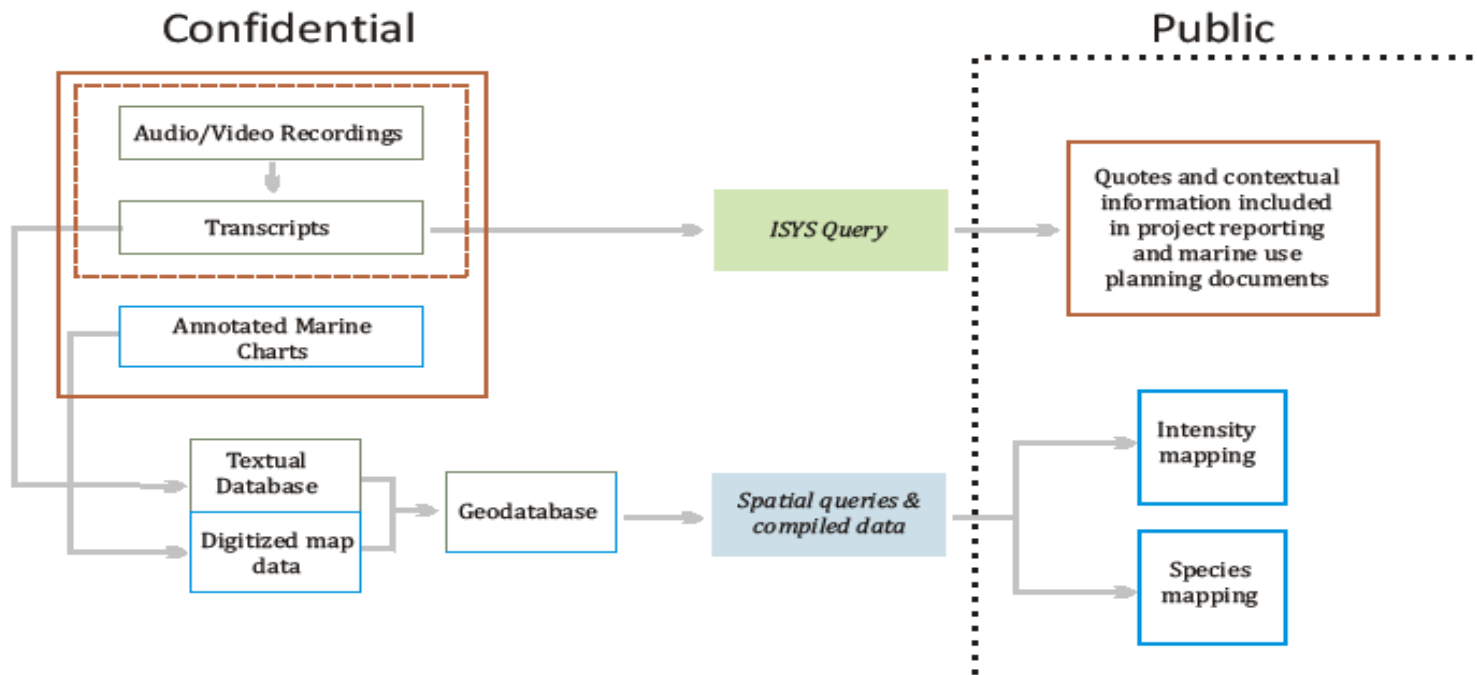 Confidential
Public
Audio/Video Recordings
Transcripts
Annotated Marine
Charts
ISYS Query
Quotes and contextual
information included
in project reporting
and marine use
planning documents
Textual
Database
Digitized map
data
Geodatabase
Spatial queries &
compiled data
Intensity
mapping
Species
mapping